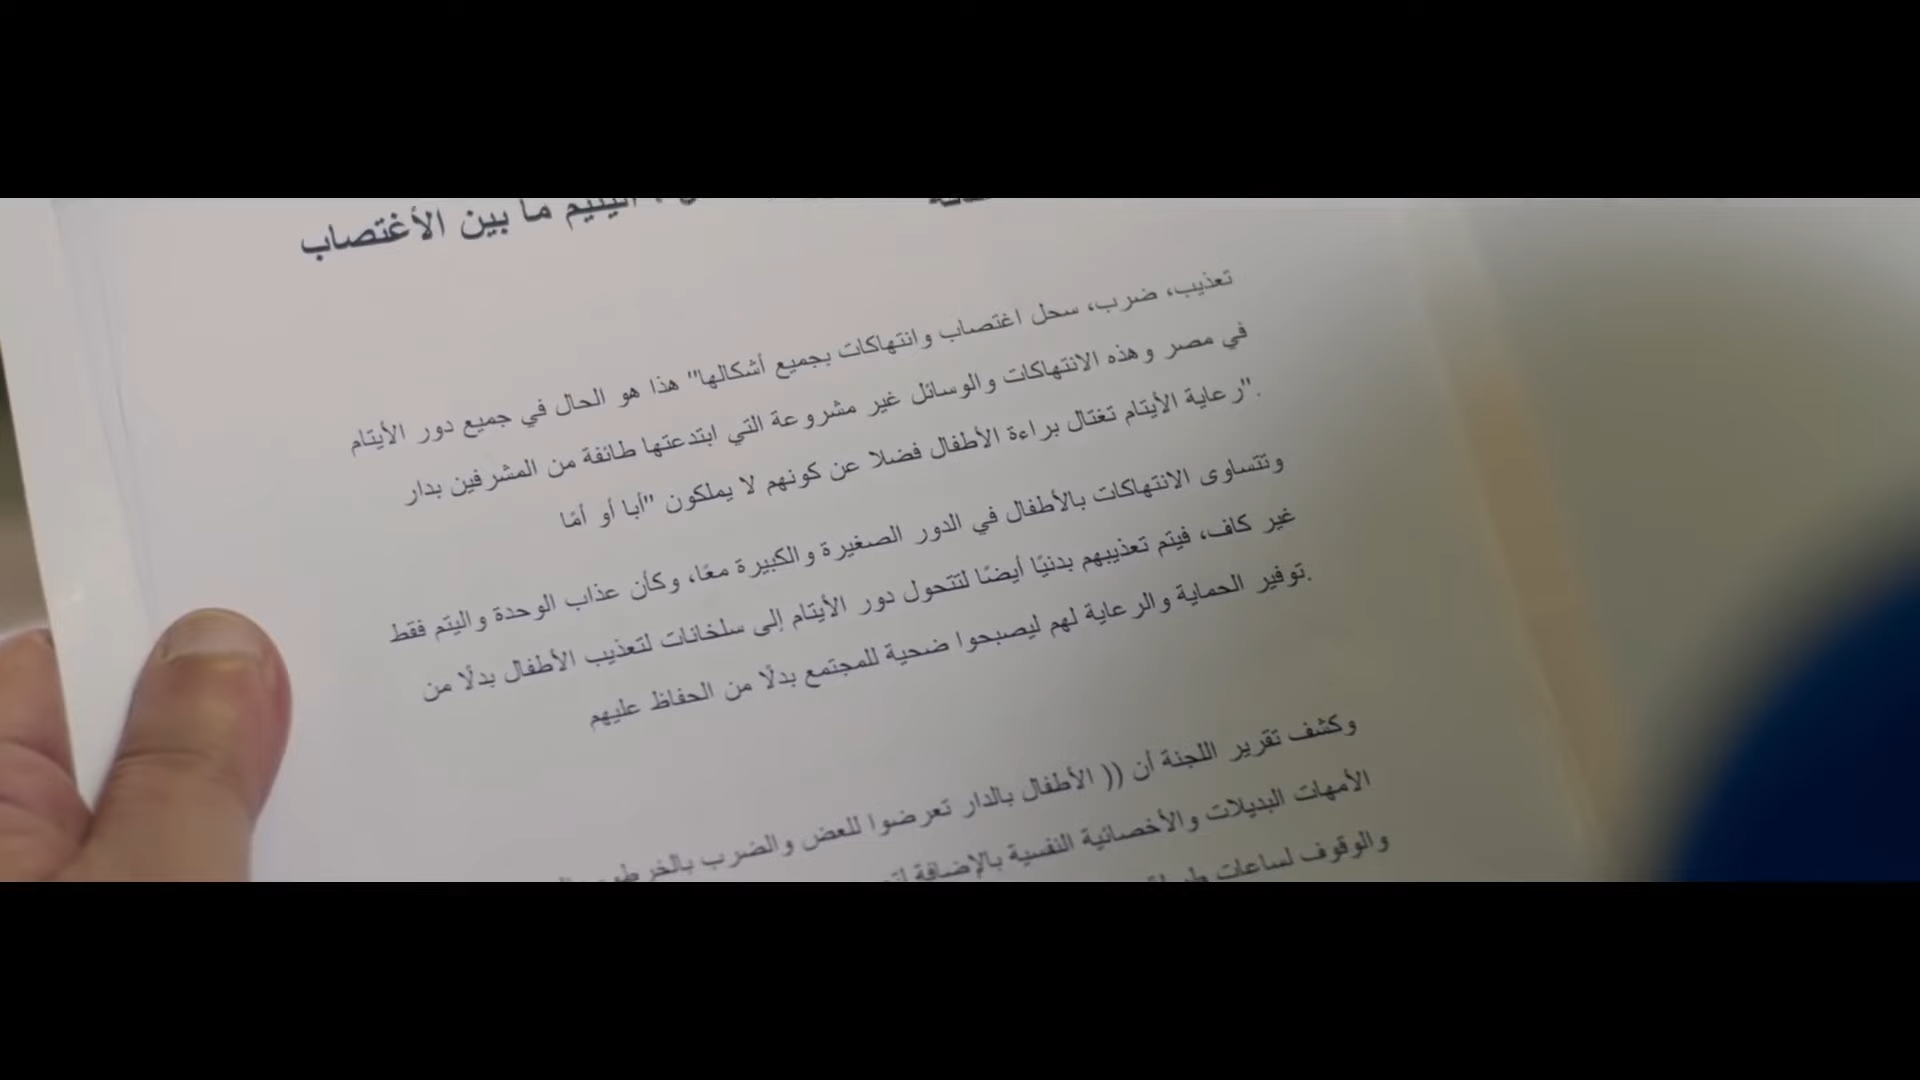 اليتيم ما بين الأغتصاب
تعذيب، ضرب، سحل اغتصاب وانتهاكات بجميع أشكالها" هذا هو الحال في جميع دور الأيتام
في مصر وهذه الانتهاكات والوسائل غير مشروعة التي ابتدعتها طائفة من المشرفين بدار
."رعاية الأيتام تغتال براءة الأطفال فضلا عن كونهم لا يملكون "أبا أو أمًا
وتتساوى الانتهاكات بالأطفال في الدور الصغيرة والكبيرة معًا، وكأن عذاب الوحدة واليتم فقط
غير كاف، فيتم تعذيبهم بدنيًا أيضًا لتتحول دور الأيتام إلى سلخانات لتعذيب الأطفال بدلًا من
.توفير الحماية والرعاية لهم ليصبحوا ضحية للمجتمع بدلًا من الحفاظ عليهم
وكشف تقرير اللجنة أن (( الأطفال بالدار تعرضوا للعض والضرب بالخرطوم
الأمهات البديلات والأخصائية النفسية بالإضافة
والوقوف لساعات طويلة